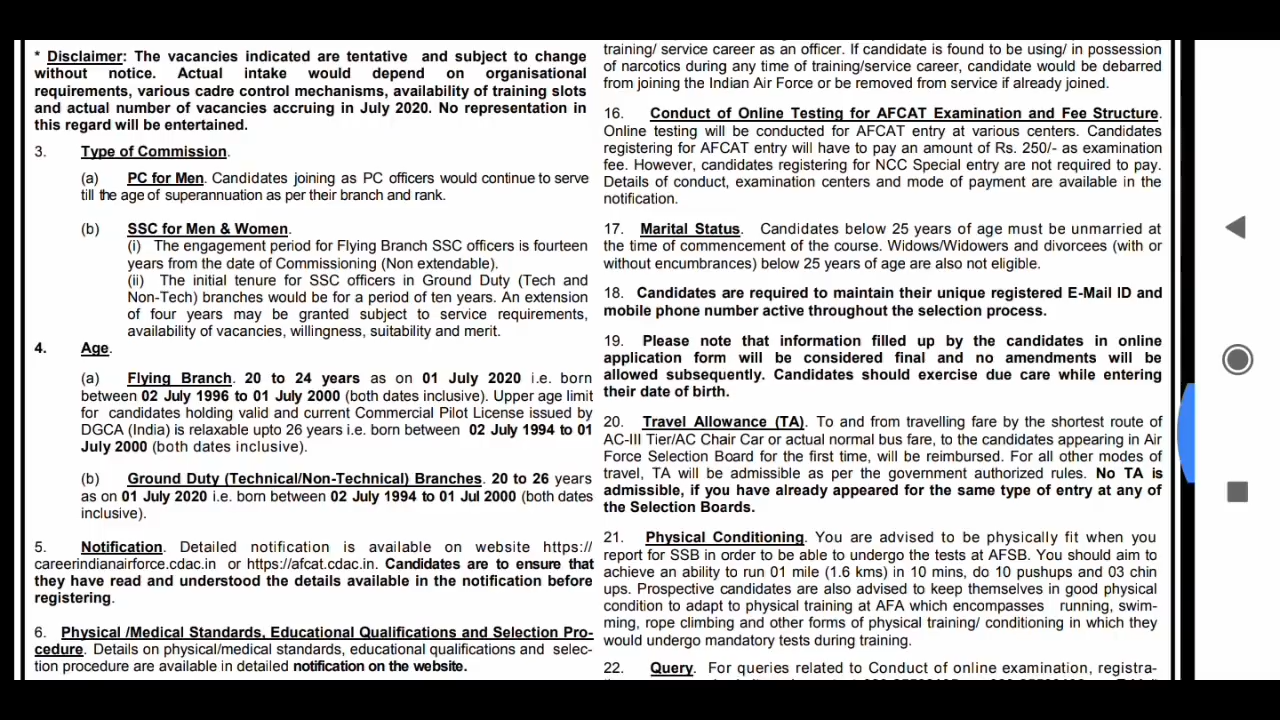 * Disclaimer: The vacancies indicated are tentative and subject to change
without notice. Actual intake would depend on organisational
requirements, various cadre control mechanisms, availability of training slots
and actual number of vacancies accruing in July 2020. No representation in
this regard will be entertained.
3. Type of Commission.
(a) PC for Men. Candidates joining as PC officers would continue to serve
till the age of superannuation as per their branch and rank.
(b) SSC for Men & Women.
(i) The engagement period for Flying Branch SSC officers is fourteen
years from the date of Commissioning (Non extendable).
(ii) The initial tenure for SSC officers in Ground Duty (Tech and
Non-Tech) branches would be for a period of ten years. An extension
of four years may be granted subject to service requirements,
availability of vacancies, willingness, suitability and merit.
4. Age.
(a) Flying Branch. 20 to 24 years as on 01 July 2020 i.e. born
between 02 July 1996 to 01 July 2000 (both dates inclusive). Upper age limit
for candidates holding valid and current Commercial Pilot License issued by
DGCA (India) is relaxable upto 26 years i.e. born between 02 July 1994 to 01
July 2000 (both dates inclusive).
(b) Ground Duty (Technical/Non-Technical) Branches. 20 to 26 years
as on 01 July 2020 i.e. born between 02 July 1994 to 01 Jul 2000 (both dates
inclusive).
5. Notification. Detailed notification is available on website https://
careerindianairforce.cdac.in or https://afcat.cdac.in. Candidates are to ensure that
they have read and understood the details available in the notification before
registering.
6. Physical /Medical Standards, Educational Qualifications and Selection Pro-
cedure. Details on physical/medical standards, educational qualifications and selec-
tion procedure are available in detailed notification on the website.
training/ service career as an officer. If candidate is found to be using/ in possession
of narcotics during any time of training/service career, candidate would be debarred
from joining the Indian Air Force or be removed from service if already joined.
16. Conduct of Online Testing for AFCAT Examination and Fee Structure.
Online testing will be conducted for AFCAT entry at various centers. Candidates
registering for AFCAT entry will have to pay an amount of Rs. 250/- as examination
fee. However, candidates registering for NCC Special entry are not required to pay.
Details of conduct, examination centers and mode of payment are available in the
notification.
17. Marital Status. Candidates below 25 years of age must be unmarried at
the time of commencement of the course. Widows/Widowers and divorcees (with or
without encumbrances) below 25 years of age are also not eligible.
18. Candidates are required to maintain their unique registered E-Mail ID and
mobile phone number active throughout the selection process.
19. Please note that information filled up by the candidates in online
application form will be considered final and no amendments will be
allowed subsequently. Candidates should exercise due care while entering
their date of birth.
20. Travel Allowance (TA). To and from travelling fare by the shortest route of
AC-III Tier/AC Chair Car or actual normal bus fare, to the candidates appearing in Air
Force Selection Board for the first time, will be reimbursed. For all other modes of
travel, TA will be admissible as per the government authorized rules. No TA is
admissible, if you have already appeared for the same type of entry at any of
the Selection Boards.
21. Physical Conditioning. You are advised to be physically fit when you
report for SSB in order to be able to undergo the tests at AFSB. You should aim to
achieve an ability to run 01 mile (1.6 kms) in 10 mins, do 10 pushups and 03 chin
ups. Prospective candidates are also advised to keep themselves in good physical
condition to adapt to physical training at AFA which encompasses running, swim-
ming, rope climbing and other forms of physical training/ conditioning in which they
would undergo mandatory tests during training.
22. Query. For queries related to Conduct of online examination, registra-